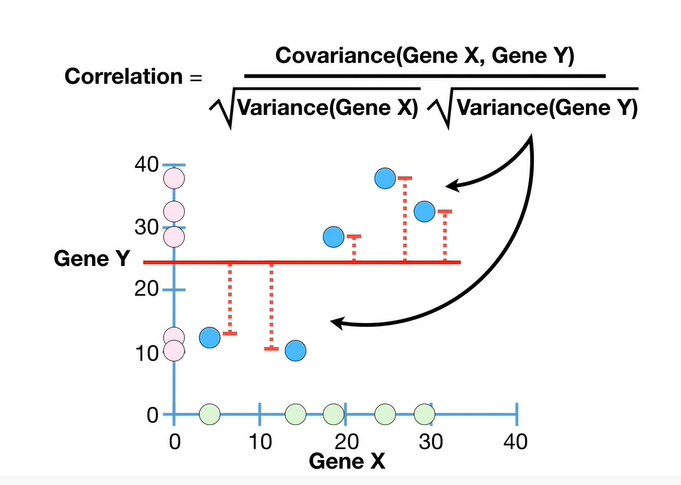 Covariance(Gene X, Gene Y)
Correlation =
√Variance(Gene X) √Variance(Gene Y)
40
30
Gene Y
20
10
0
0 10 20 30 40
Gene X